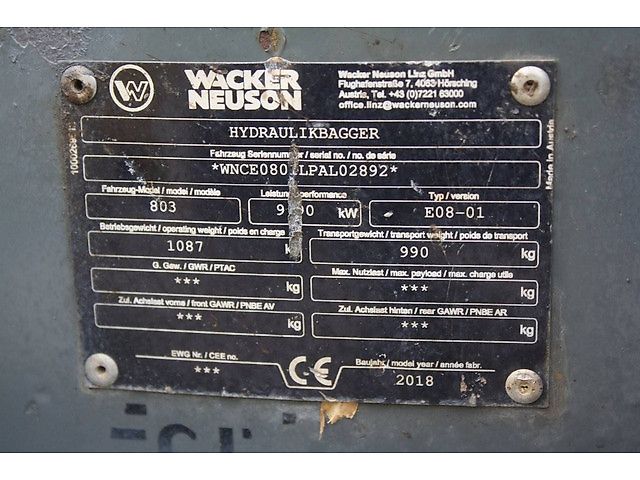 W WACKER NEUSON
Wacker Neuson Linz GmbH
Flughafenstraße 7, 4063 Hörsching
Austria, Tel. +43 (0)7221 63000
office.linz@wackerneuson.com
HYDRAULIKBAGGER
Fahrzeug Seriennummer / serial no. / no. de série
LPAL02892*
Fahrzeug-Model / model / modèle
Leistung / performance
Typ / version
803
kW
E08-01
Betriebsgewicht / operating weight / poids en charge
Transportgewicht / transport weight / poids de transport
1087
990 kg
G. Gew. / GWR / PTAC
Max. Nutzlast / max. payload / max. charge utile
*** kg
*** kg
Zul. Achslast vorne / front GAWR / PNBE AV
Zul. Achslast hinten / rear GAWR / PNBE AR
*** kg
*** kg
EWG Nr. / CEE no.
***
CE
Baujahr / model year / année fabr.
2018
Made in Austria